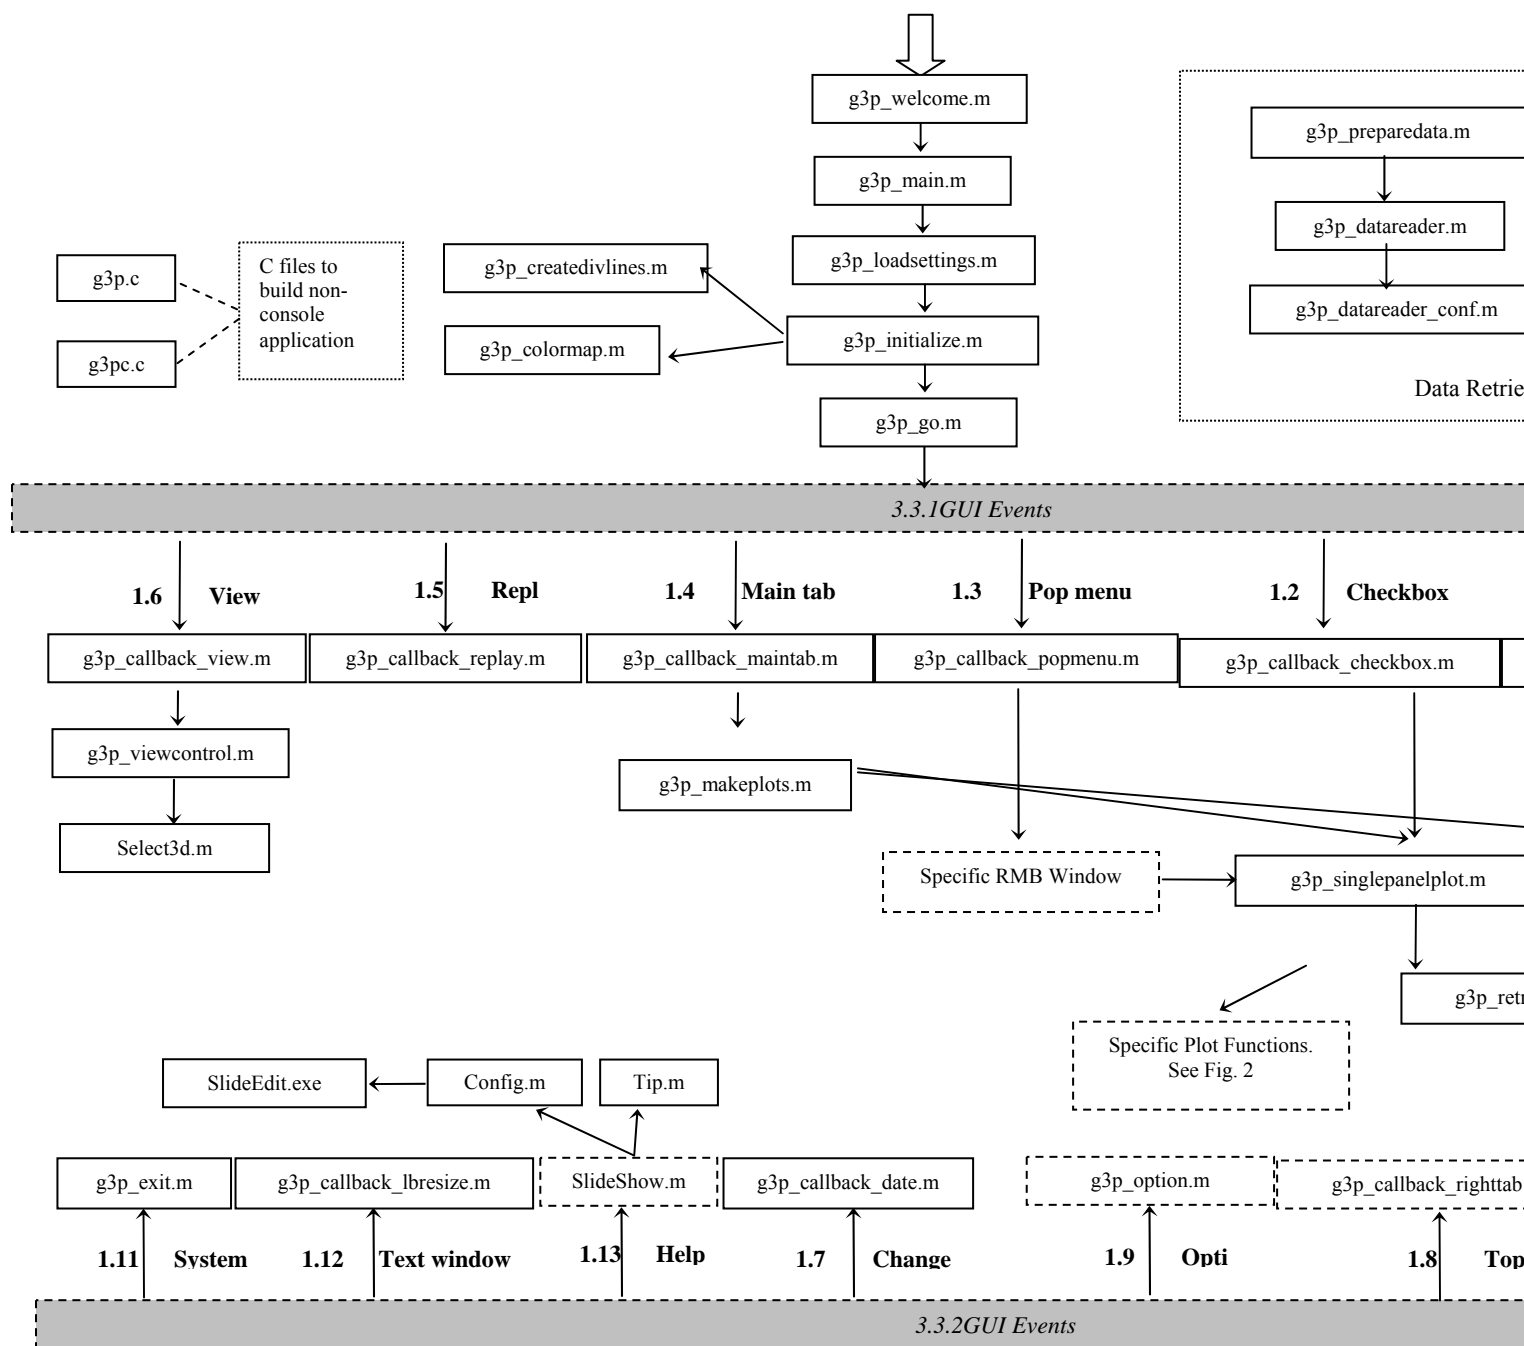 g3p_welcome.m
g3p_main.m
g3p_loadsettings.m
g3p_initialize.m
g3p_go.m
g3p_createdivlines.m
g3p_colormap.m
g3p.c
g3pc.c
C files to
build non-
console
application
g3p_preparedata.m
g3p_datareader.m
g3p_datareader_conf.m
Data Retrie
3.3.1GUI Events
1.6 View
1.5 Repl
1.4 Main tab
1.3 Pop menu
1.2 Checkbox
g3p_callback_view.m
g3p_callback_replay.m
g3p_callback_maintab.m
g3p_callback_popmenu.m
g3p_callback_checkbox.m
g3p_viewcontrol.m
Select3d.m
g3p_makeplots.m
Specific RMB Window
g3p_singlepanelplot.m
g3p_retr
Specific Plot Functions.
See Fig. 2
SlideEdit.exe
Config.m
Tip.m
g3p_exit.m
g3p_callback_lbresize.m
SlideShow.m
g3p_callback_date.m
g3p_option.m
g3p_callback_righttab
1.11 System
1.12 Text window
1.13 Help
1.7 Change
1.9 Opti
1.8 Top
3.3.2GUI Events